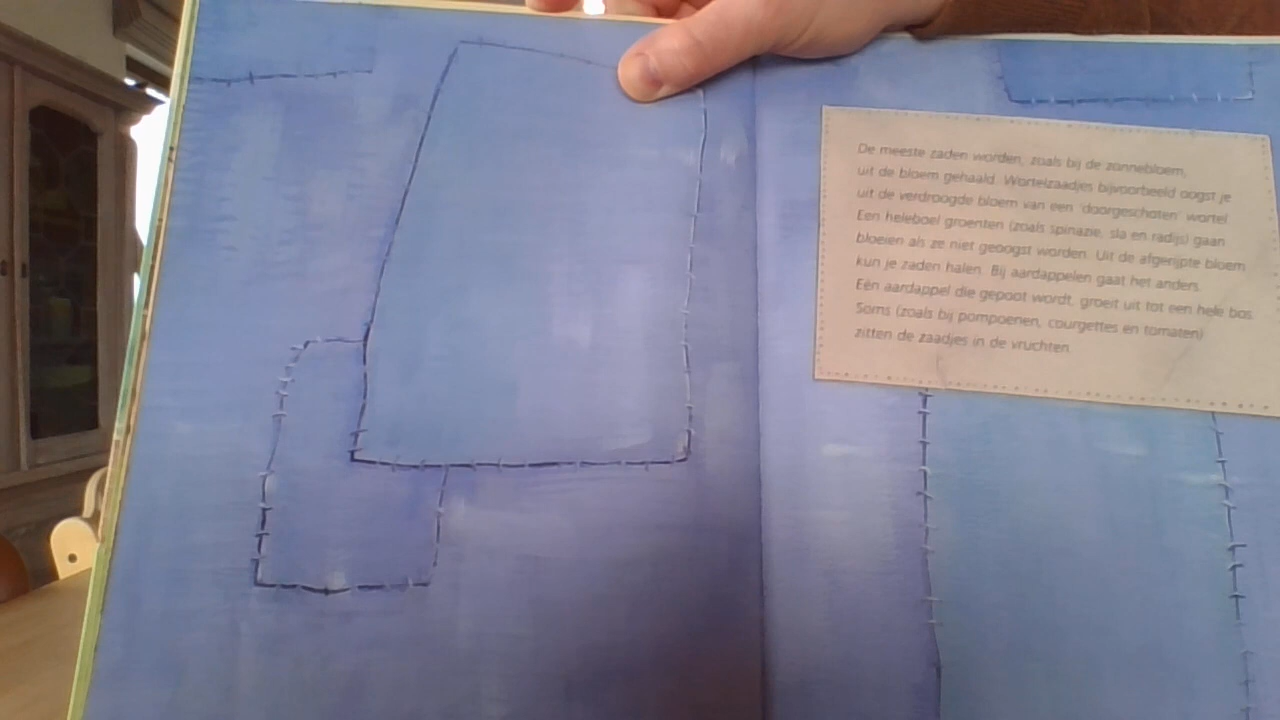 De meeste zaden worden, zoals bij de zonnebloem,
uit de bloem gehaald. Wortelzaadjes bijvoorbeeld oogst je
uit de verdroogde bloem van een 'doorgeschoten' wortel.
Een heleboel groenten (zoals spinazie, sla en radijs) gaan
bloeien als ze niet geoogst worden. Uit de afgerijpte bloem
kun je zaden halen. Bij aardappelen gaat het anders.
Eén aardappel die gepoot wordt, groeit uit tot een hele bos.
Soms (zoals bij pompoenen, courgettes en tomaten)
zitten de zaadjes in de vruchten.